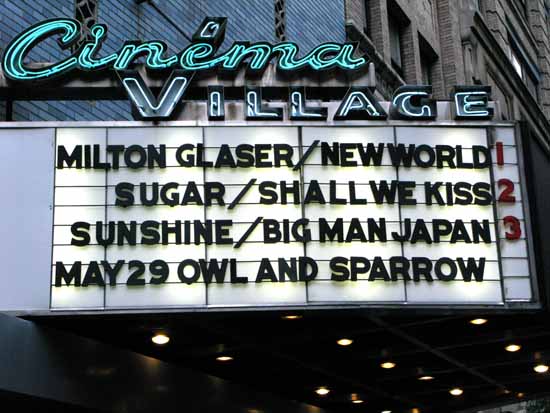 Cinéma
VILLAGE
MILTON GLASER/NEW WORLD 1
SUGAR/SHALL WE KISS 2
SUNSHINE/BIG MAN JAPAN 3
MAY 29 OWL AND SPARROW